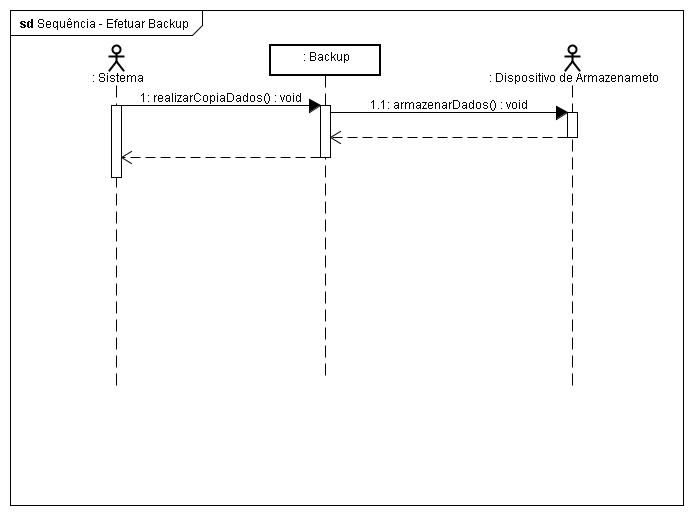 sd Sequência - Efetuar Backup
: Sistema
: Backup
: Dispositivo de Armazenameto
1: realizarCopiaDados() : void
1.1: armazenarDados() : void